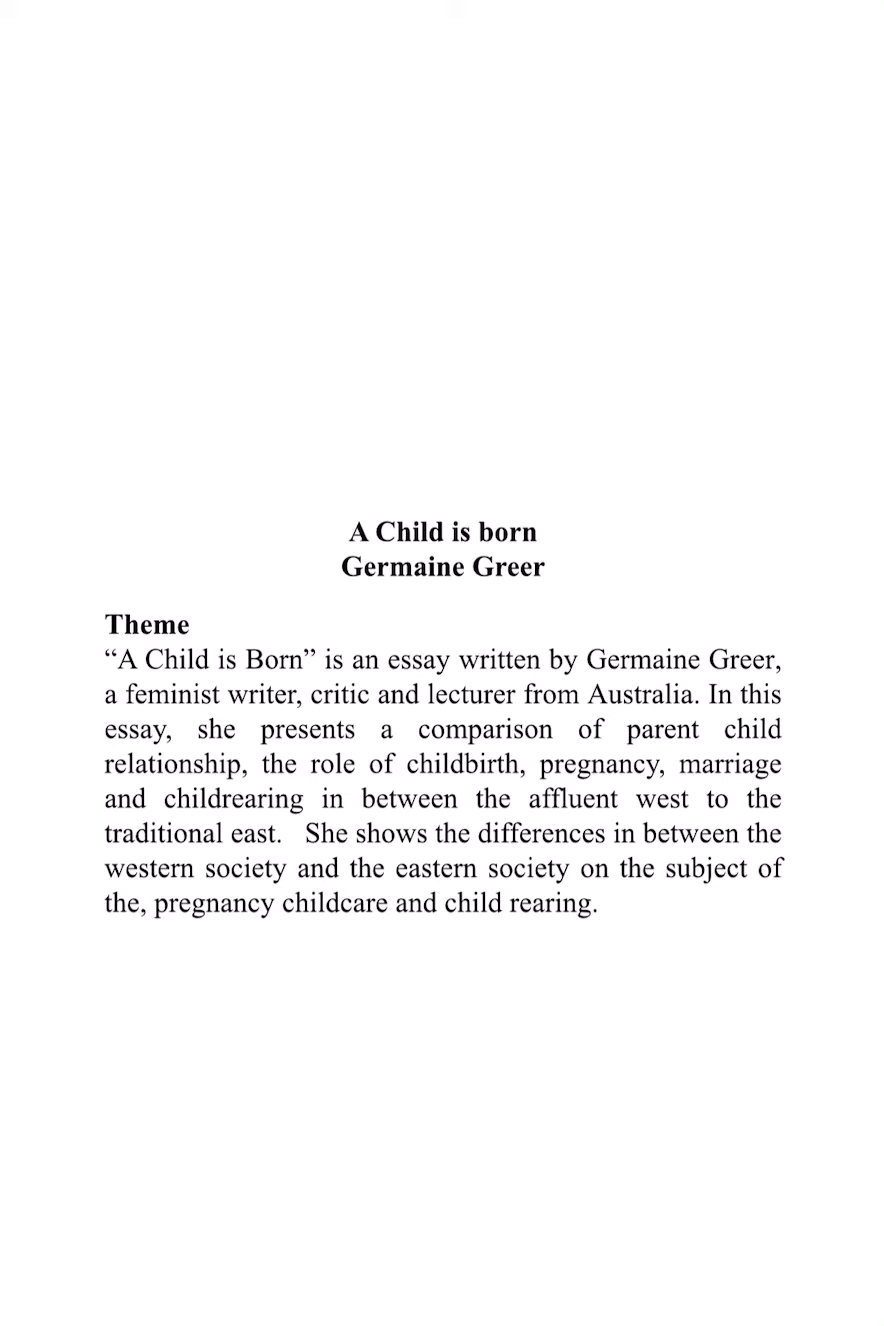 A Child is born
Germaine Greer
Theme
“A Child is Born” is an essay written by Germaine Greer,
a feminist writer, critic and lecturer from Australia. In this
essay, she presents a comparison of parent child
relationship, the role of childbirth, pregnancy, marriage
and childrearing in between the affluent west to the
traditional east.   She shows the differences in between the
western society and the eastern society on the subject of
the, pregnancy childcare and child rearing.